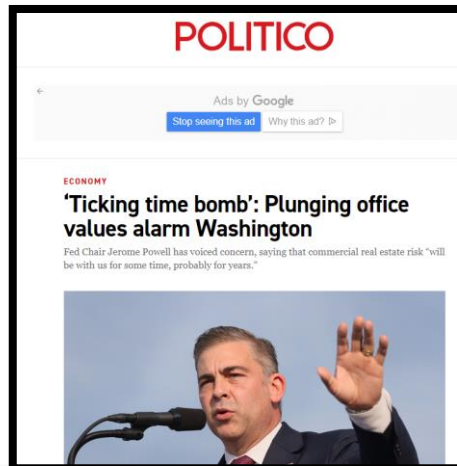 POLITICO
Ads by Google
Stop seeing this ad
Why this ad?
ECONOMY
‘Ticking time bomb’: Plunging office
values alarm Washington
Fed Chair Jerome Powell has voiced concern, saying that commercial real estate risk “will
be with us for some time, probably for years.”